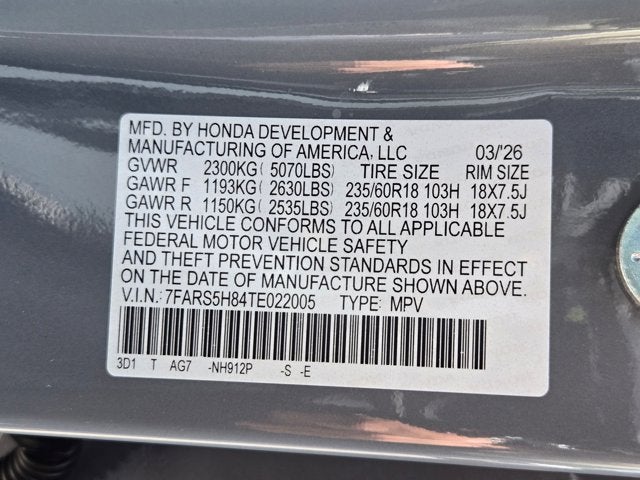 MFD. BY HONDA DEVELOPMENT &
MANUFACTURING OF AMERICA, LLC 03/'26
GVWR 2300KG ( 5070LBS) TIRE SIZE RIM SIZE
GAWR F 1193KG ( 2630LBS) 235/60R18 103H 18X7.5J
GAWR R 1150KG ( 2535LBS) 235/60R18 103H 18X7.5J
THIS VEHICLE CONFORMS TO ALL APPLICABLE
FEDERAL MOTOR VEHICLE SAFETY
AND THEFT PREVENTION STANDARDS IN EFFECT
ON THE DATE OF MANUFACTURE SHOWN ABOVE.
V.I.N.: 7FARS5H84TE022005 TYPE: MPV
3D1 T AG7 -NH912P -S -E